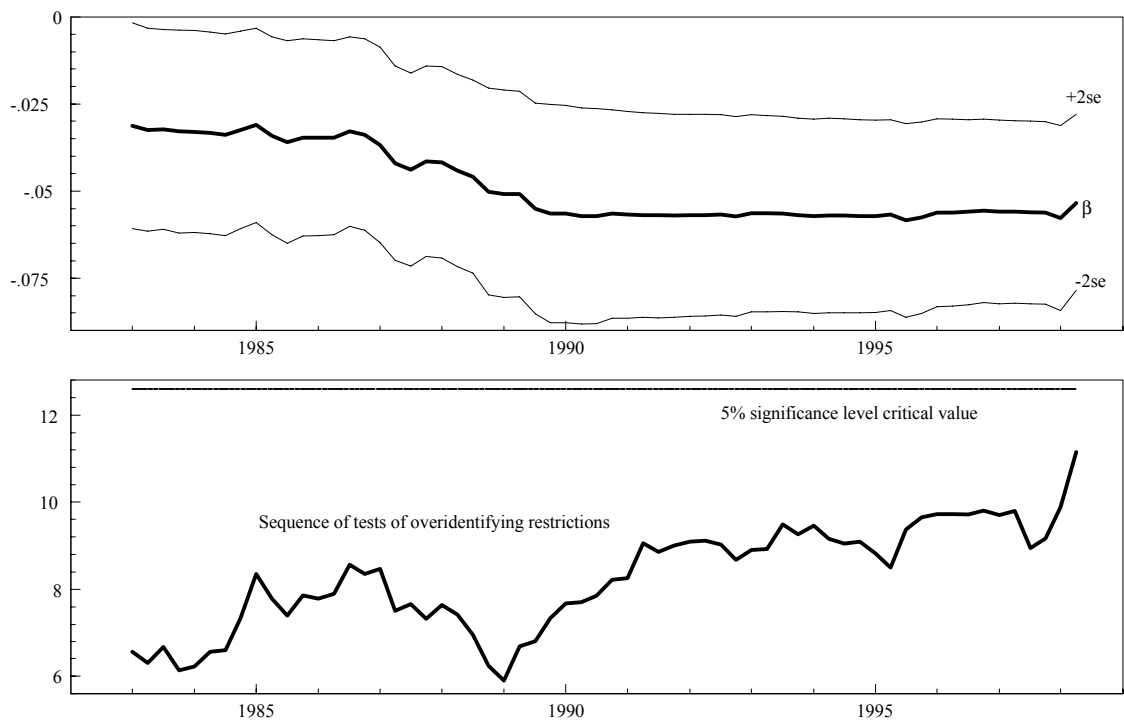 0
-.025
+2se
-.05
β
-.075
-2se
1985
1990
1995
12
5% significance level critical value
10
Sequence of tests of overidentifying restrictions
8
6
1985
1990
1995